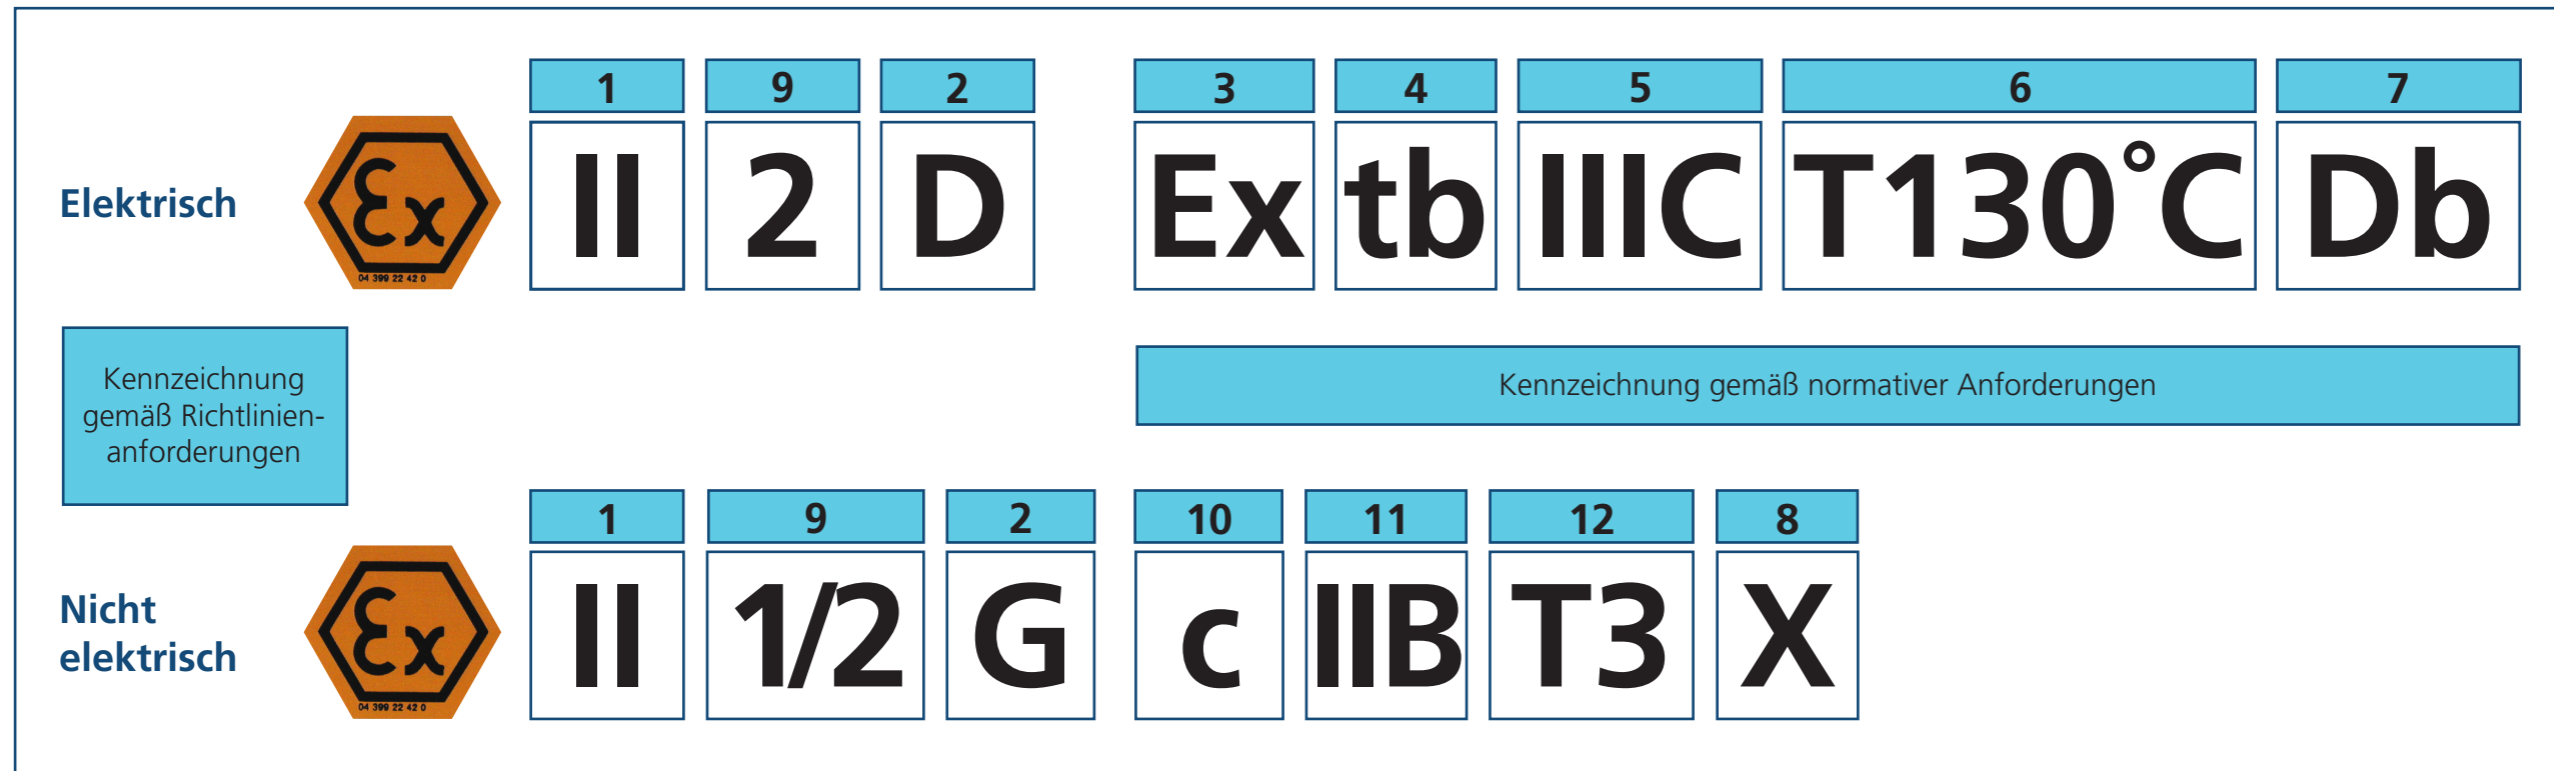 1 9 2 3 4 5 6 7
Elektrisch Ex II 2 D Ex tb IIIC T130°C Db
04 399 22 42 0
Kennzeichnung
gemäß Richtlinien-
anforderungen
Kennzeichnung gemäß normativer Anforderungen
1 9 2 10 11 12 8
Nicht
elektrisch
Ex II 1/2 G c IIB T3 X
04 399 22 42 0